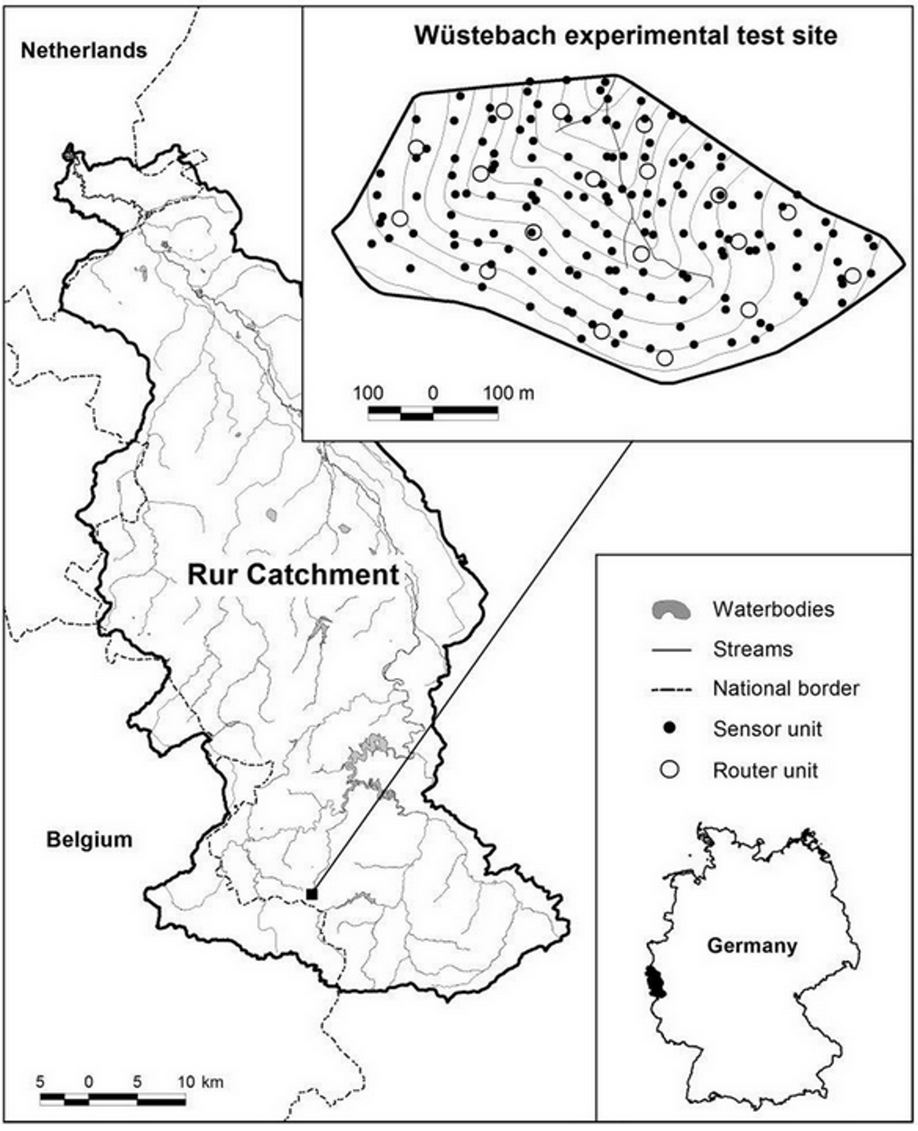 Netherlands
Wüstebach experimental test site
100 0 100 m
Rur Catchment
Waterbodies
Streams
National border
Sensor unit
Router unit
Belgium
Germany
5 0 5 10 km